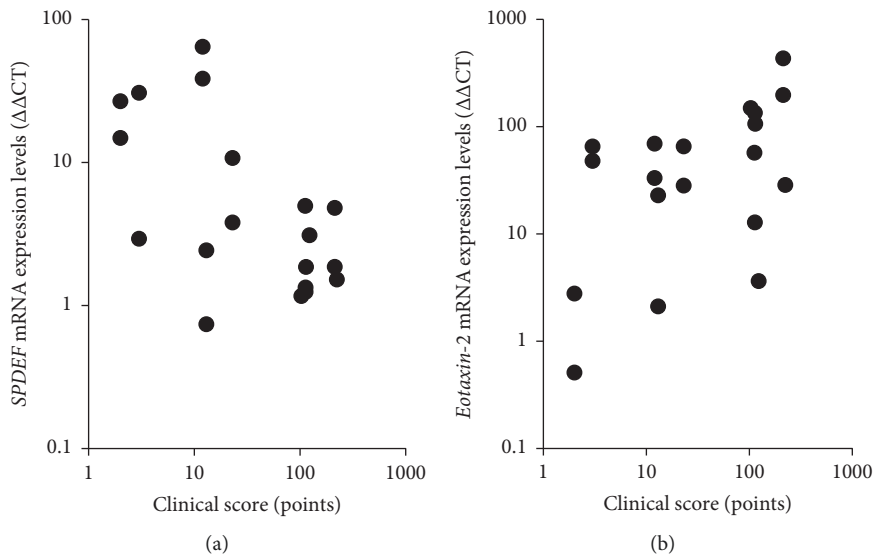 SPDEF mRNA expression levels (ΔΔCT)
100
10
1
0.1
1 10 100 1000
Clinical score (points)
(a)
Eotaxin-2 mRNA expression levels (ΔΔCT)
1000
100
10
1
0.1
1 10 100 1000
Clinical score (points)
(b)